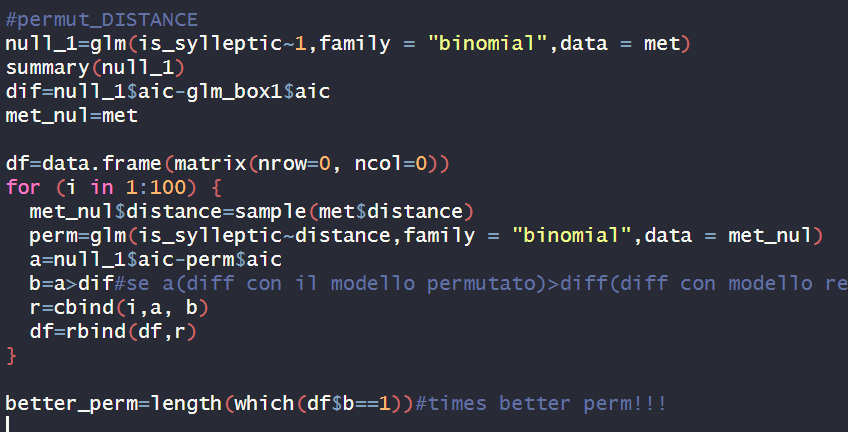 #permut_DISTANCE
null_1=glm(is_sylleptic~1,family = "binomial",data = met)
summary(null_1)
dif=null_1$aic-glm_box1$aic
met_nul=met
df=data.frame(matrix(nrow=0, ncol=0))
for (i in 1:100) {
  met_nul$distance=sample(met$distance)
  perm=glm(is_sylleptic~distance,family = "binomial",data = met_nul)
  a=null_1$aic-perm$aic
  b=a>dif#se a(diff con il modello permutato)>diff(diff con modello re
  r=cbind(i,a, b)
  df=rbind(df,r)
}
better_perm=length(which(df$b==1))#times better perm!!!